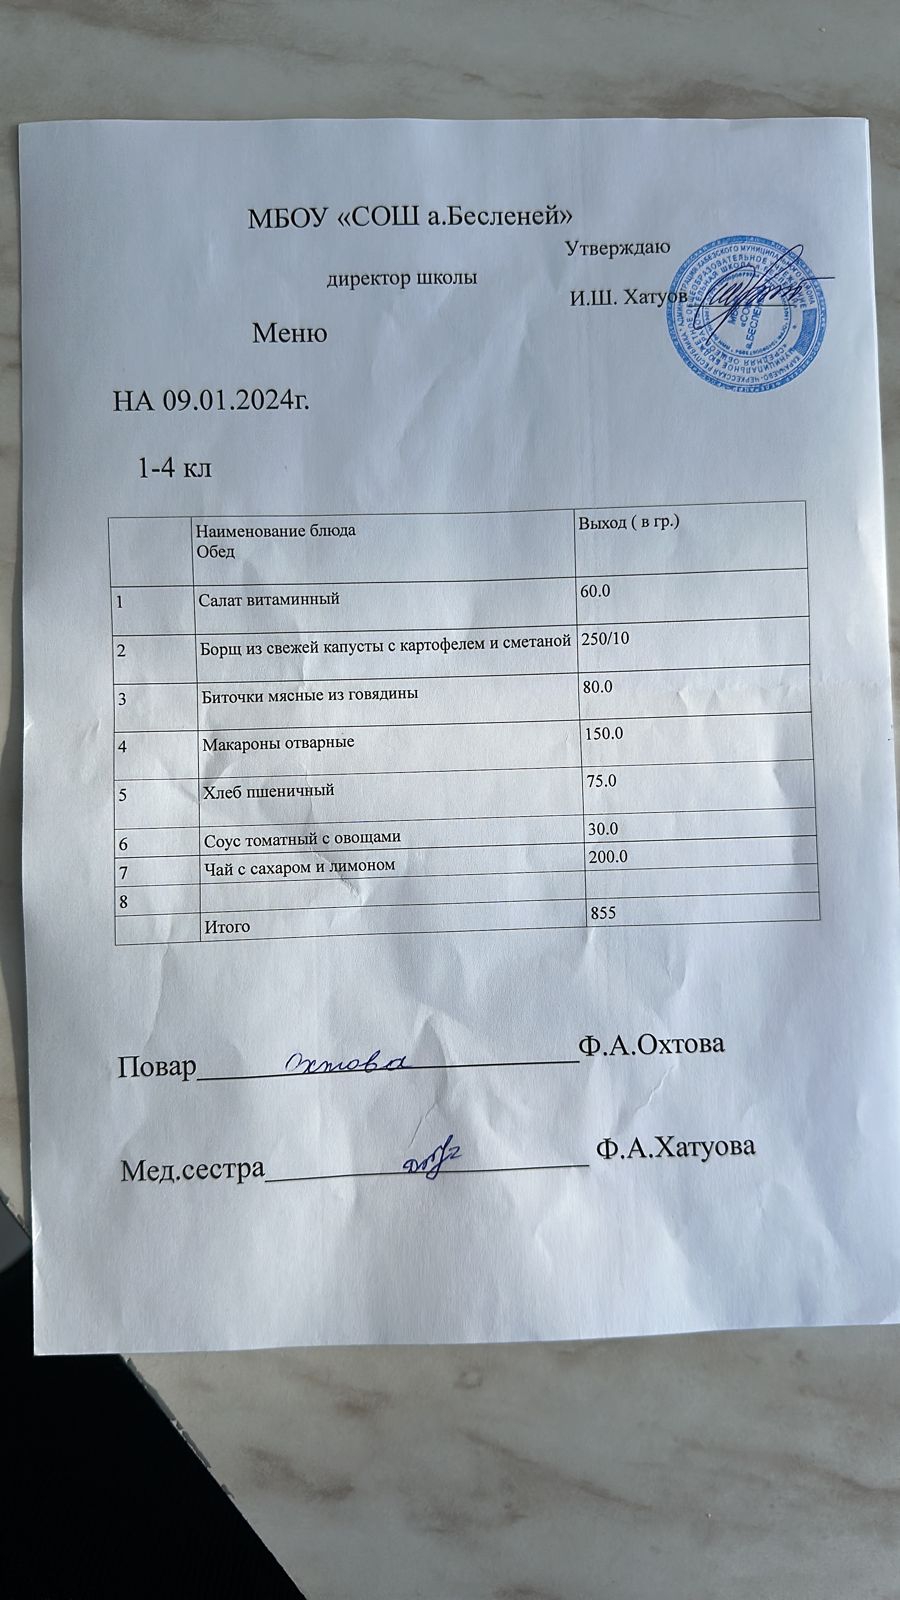 МБОУ «СОШ а.Бесленей»
Утверждаю
директор школы
И.Ш. Хатуов
Меню
НА 09.01.2024г.
1-4 кл
Наименование блюда Выход ( в гр.)
Обед
1 Салат витаминный 60.0
2 Борщ из свежей капусты с картофелем и сметаной 250/10
3 Биточки мясные из говядины 80.0
4 Макароны отварные 150.0
5 Хлеб пшеничный 75.0
6 Соус томатный с овощами 30.0
7 Чай с сахаром и лимоном 200.0
8
Итого 855
Повар Охтова Ф.А.Охтова
Мед.сестра Ф.А.Хатуова